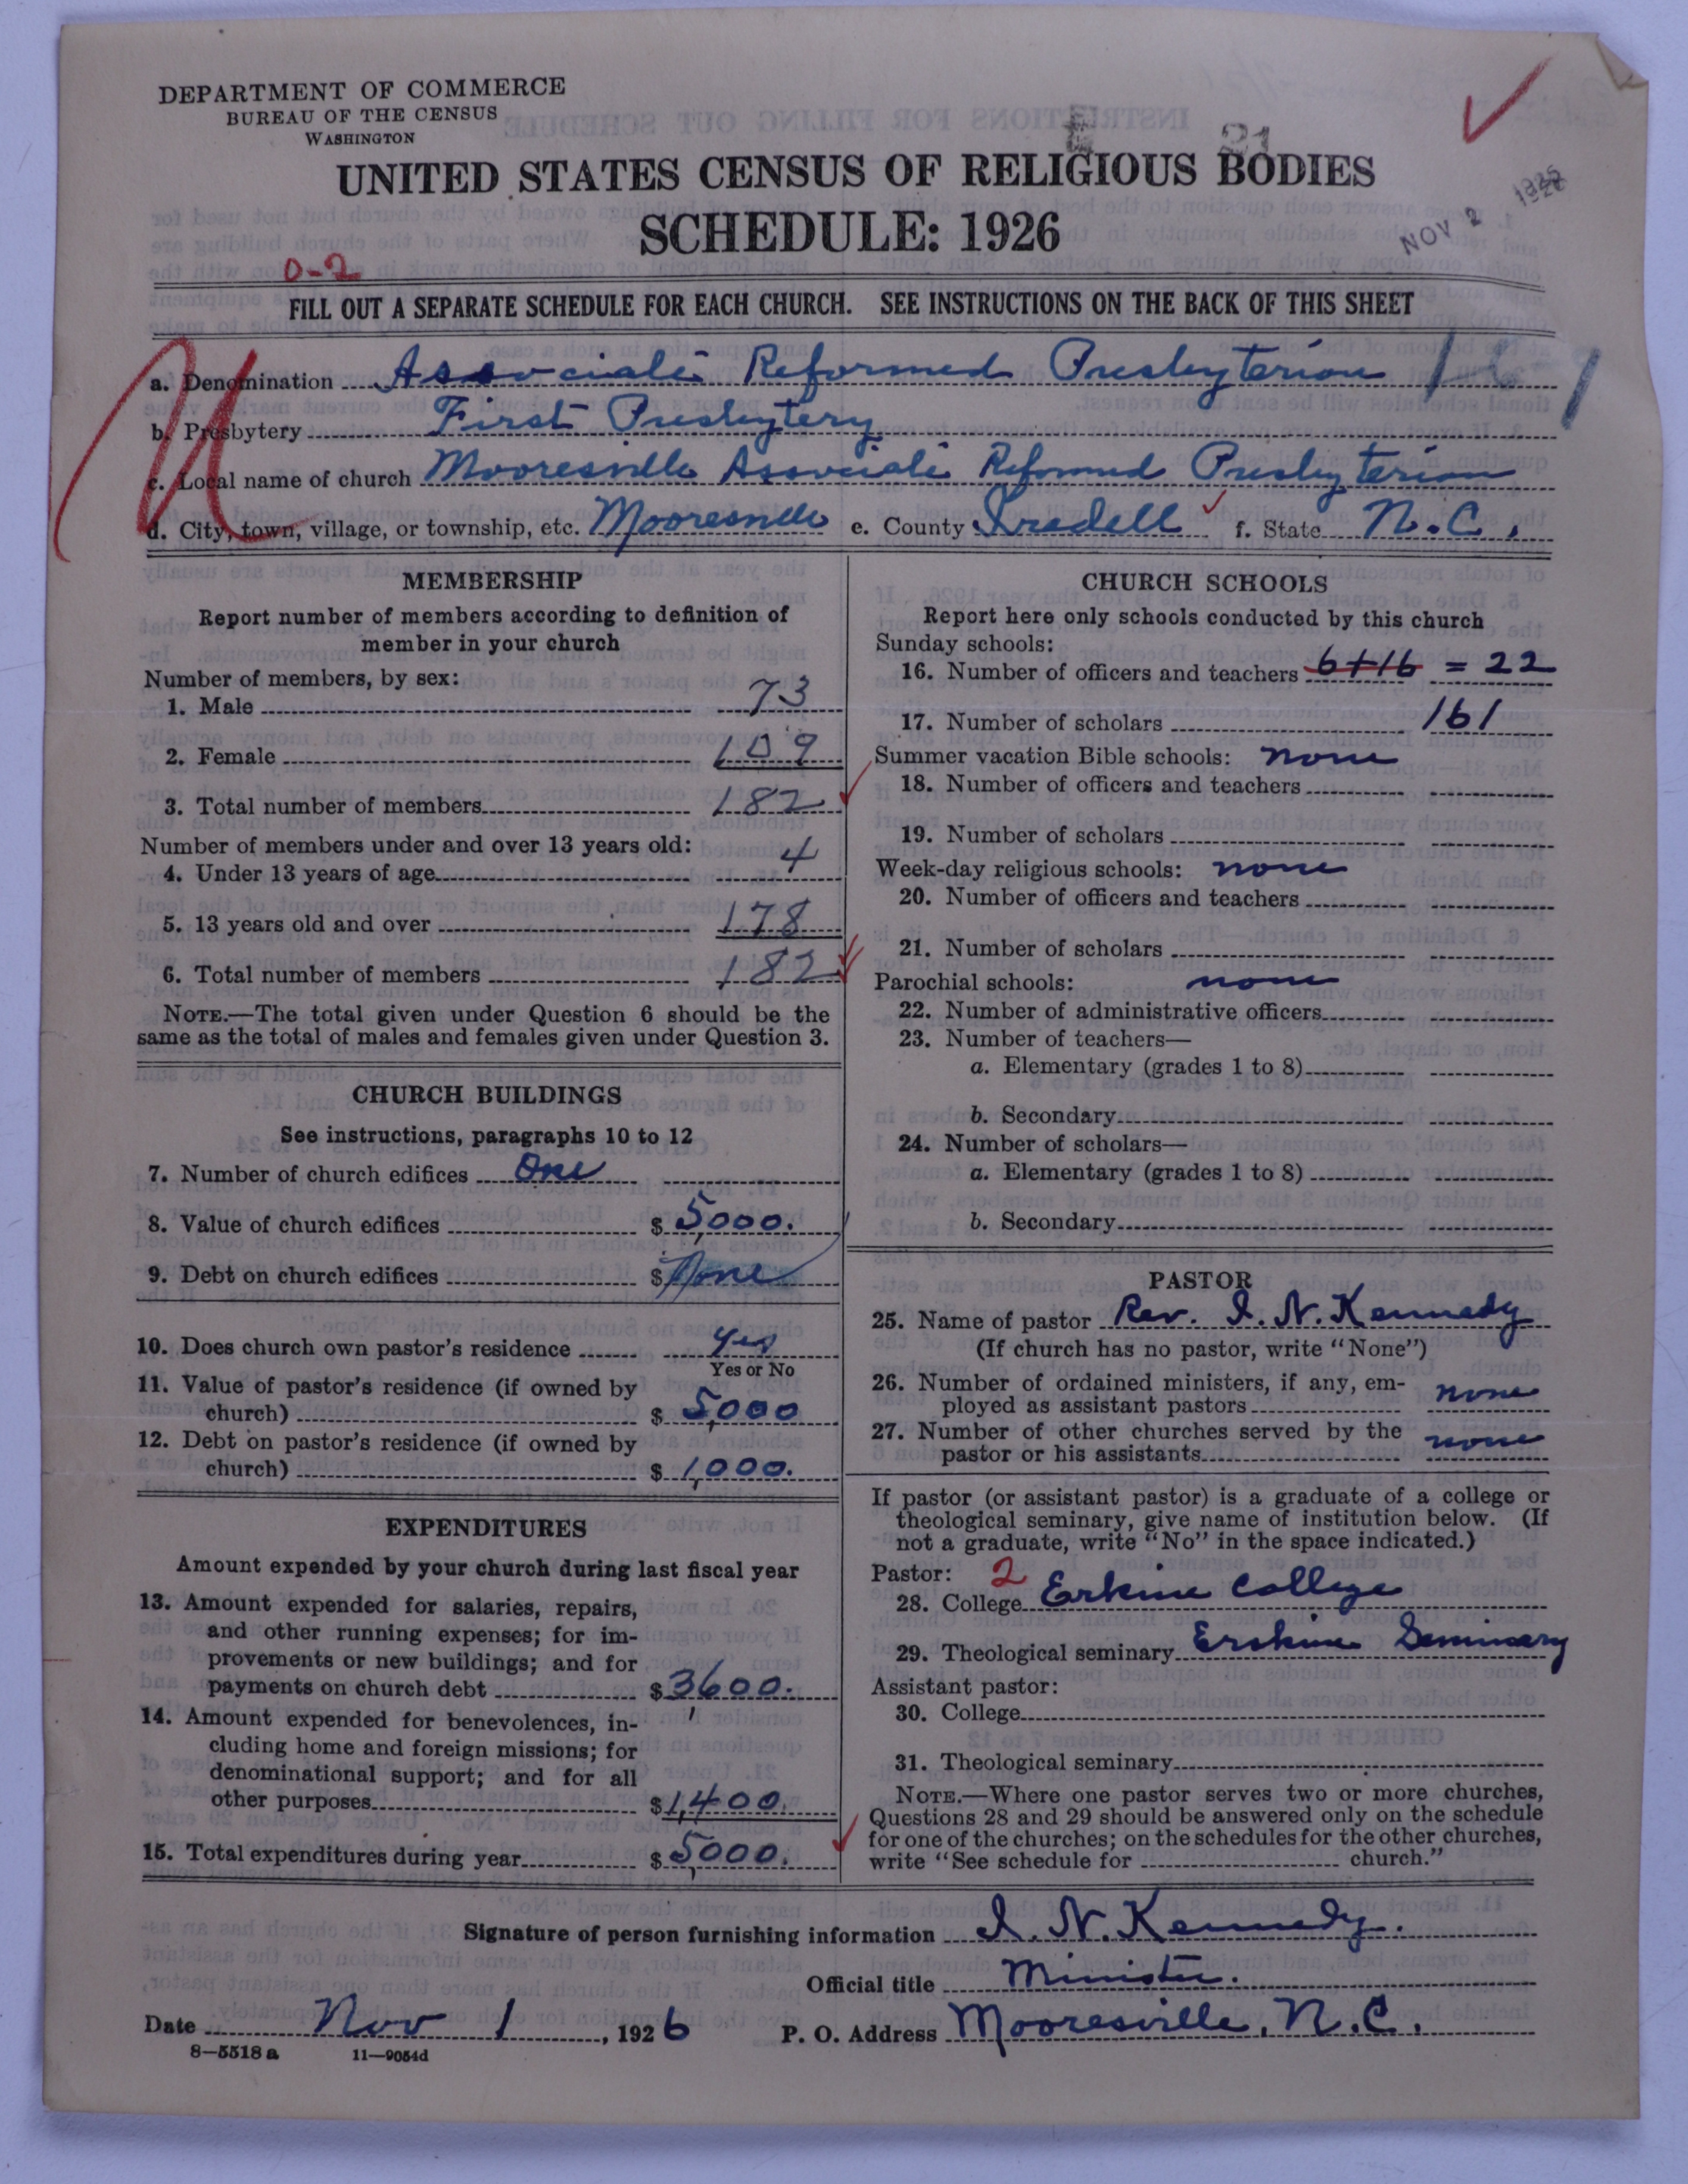 DEPARTMENT OF COMMERCE
BUREAU OF THE CENSUS
WASHINGTON
UNITED STATES CENSUS OF RELIGIOUS BODIES
SCHEDULE: 1926
NOV 2 1926
0-2
FILL OUT A SEPARATE SCHEDULE FOR EACH CHURCH. SEE INSTRUCTIONS ON THE BACK OF THIS SHEET
a. Denomination Associate Reformed Presbyterian
b. Presbytery First Presbytery
c. Local name of church Mooresville Associate Reformed Presbyterian
d. City, town, village, or township, etc. Mooresville e. County Iredell f. State N.C.
MEMBERSHIP
Report number of members according to definition of
member in your church
Number of members, by sex:
1. Male 73
2. Female 109
3. Total number of members 182
Number of members under and over 13 years old:
4. Under 13 years of age 4
5. 13 years old and over 178
6. Total number of members 182
NOTE.—The total given under Question 6 should be the
same as the total of males and females given under Question 3.
CHURCH BUILDINGS
See instructions, paragraphs 10 to 12
7. Number of church edifices One
8. Value of church edifices $ 5,000.
9. Debt on church edifices $ None
10. Does church own pastor's residence Yes
Yes or No
11. Value of pastor's residence (if owned by
church) $ 5,000
12. Debt on pastor's residence (if owned by
church) $ 1,000.
EXPENDITURES
Amount expended by your church during last fiscal year
13. Amount expended for salaries, repairs,
and other running expenses; for im-
provements or new buildings; and for
payments on church debt $ 3,600.
14. Amount expended for benevolences, in-
cluding home and foreign missions; for
denominational support; and for all
other purposes $ 1,400.
15. Total expenditures during year $ 5,000.
CHURCH SCHOOLS
Report here only schools conducted by this church
Sunday schools:
16. Number of officers and teachers 6+16 = 22
17. Number of scholars 161
Summer vacation Bible schools: none
18. Number of officers and teachers
19. Number of scholars
Week-day religious schools: none
20. Number of officers and teachers
21. Number of scholars
Parochial schools: none
22. Number of administrative officers
23. Number of teachers—
a. Elementary (grades 1 to 8)
b. Secondary
24. Number of scholars—
a. Elementary (grades 1 to 8)
b. Secondary
PASTOR
25. Name of pastor Rev. I. N. Kennedy
(If church has no pastor, write "None")
26. Number of ordained ministers, if any, em-
ployed as assistant pastors none
27. Number of other churches served by the
pastor or his assistants none
If pastor (or assistant pastor) is a graduate of a college or
theological seminary, give name of institution below. (If
not a graduate, write "No" in the space indicated.)
Pastor: 2
28. College Erkine College
29. Theological seminary Erskine Seminary
Assistant pastor:
30. College
31. Theological seminary
NOTE.—Where one pastor serves two or more churches,
Questions 28 and 29 should be answered only on the schedule
for one of the churches; on the schedules for the other churches,
write "See schedule for church."
Signature of person furnishing information I. N. Kennedy.
Official title Minister.
Date Nov 1, 1926 P. O. Address Mooresville, N.C.
8—5518 a 11—9054d